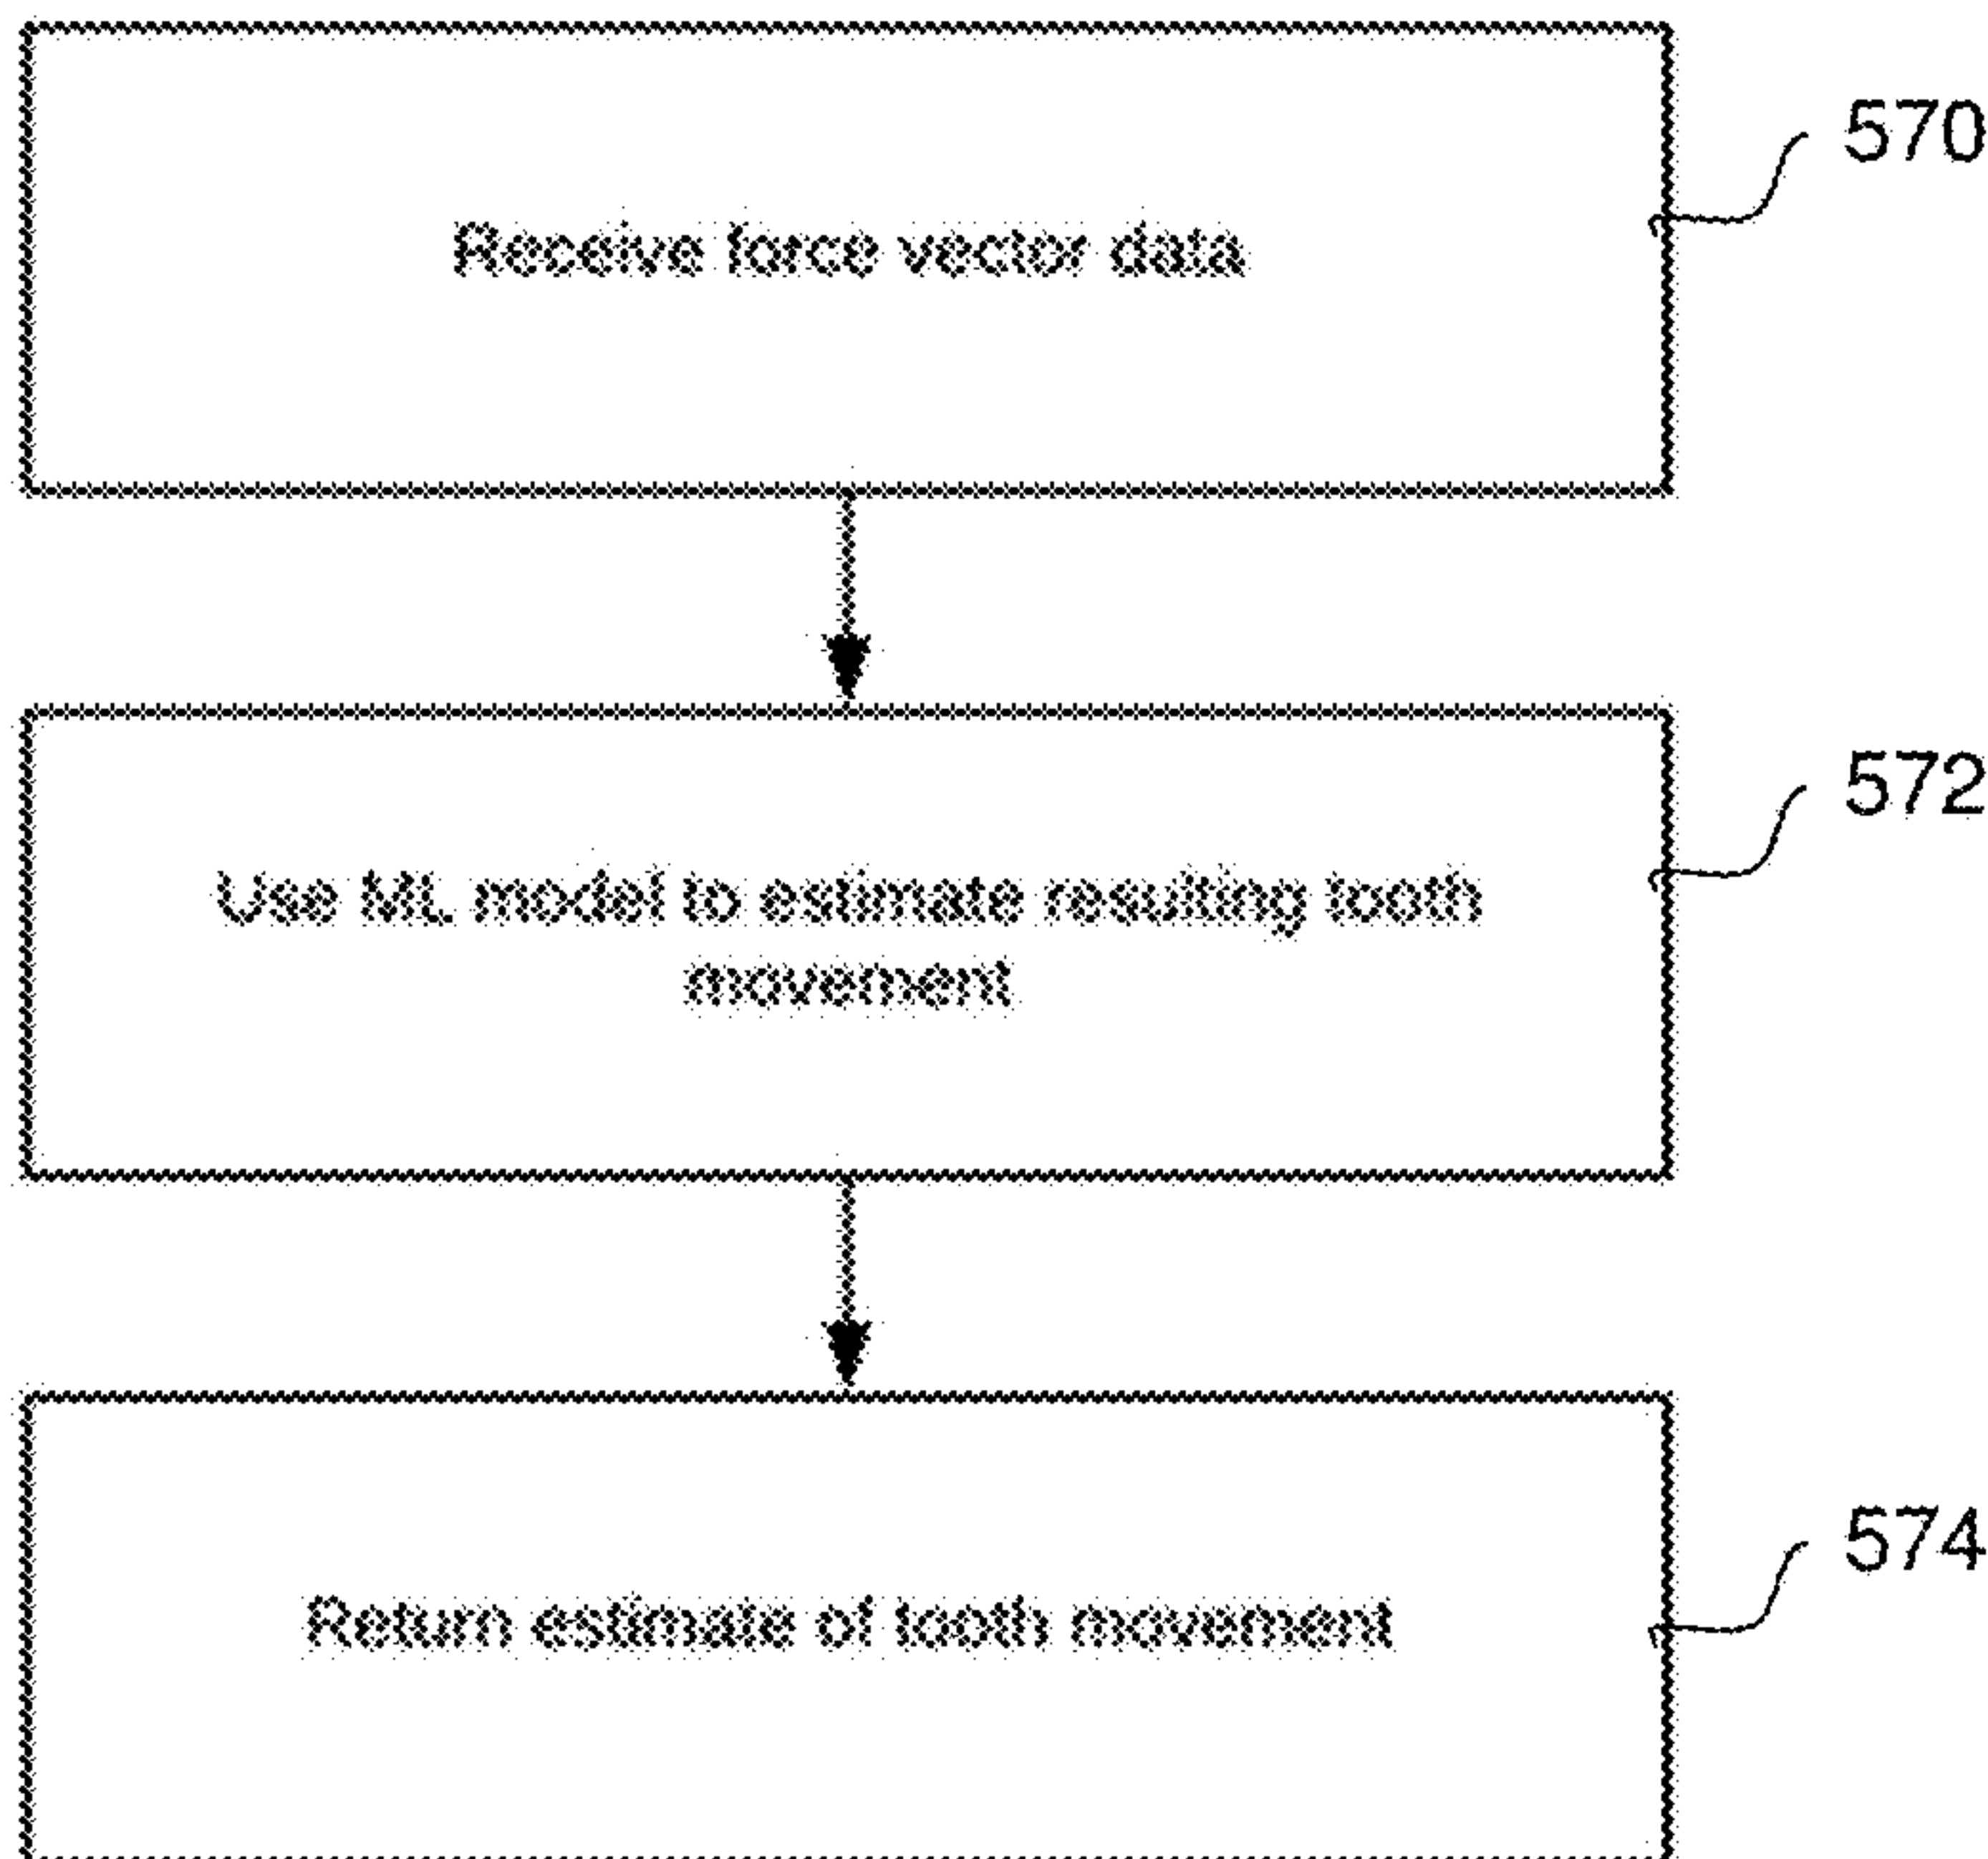 570
Receive force vector data
572
Use ML model to estimate resulting tooth
movement
574
Return estimate of tooth movement